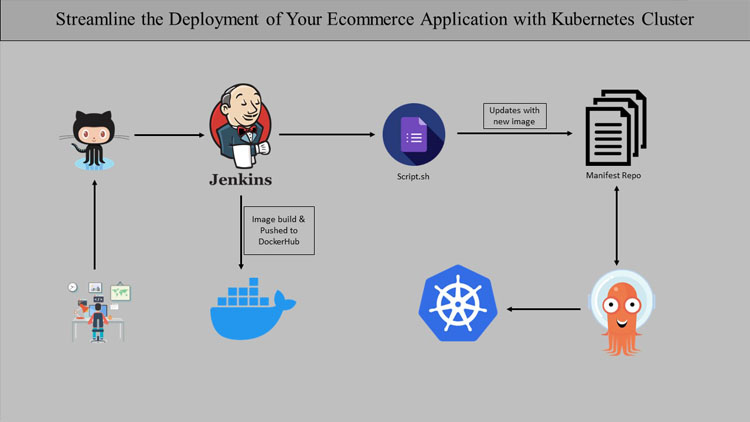 Streamline the Deployment of Your Ecommerce Application with Kubernetes Cluster
Updates with
new image
Jenkins
Script.sh
Manifest Repo
Image build &
Pushed to
DockerHub